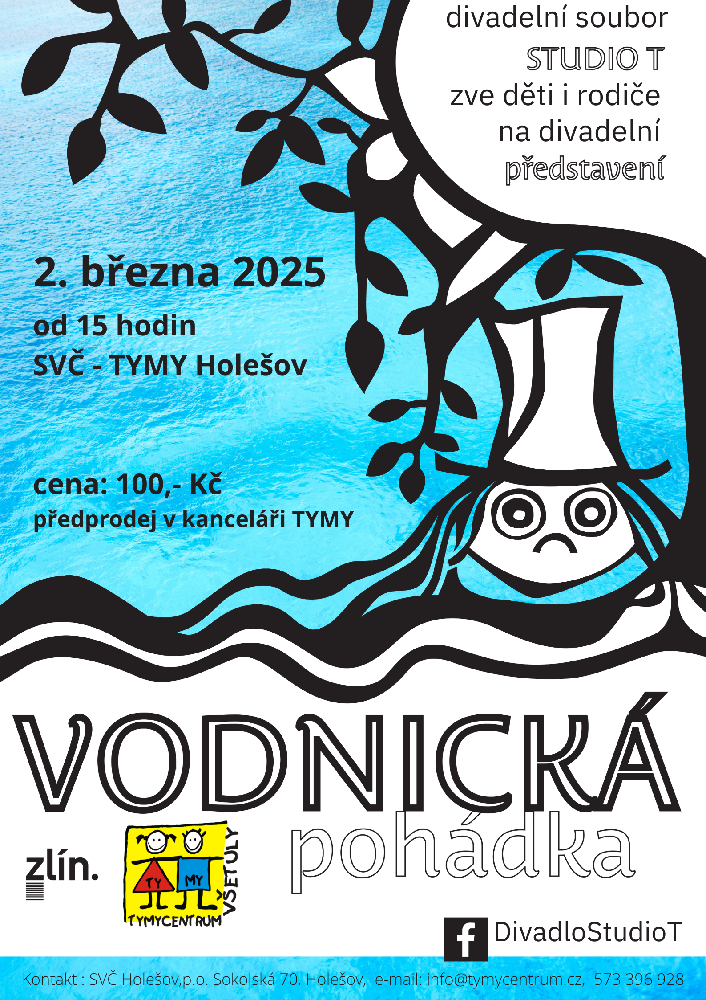 divadelní soubor
STUDIO T
zve děti i rodiče
na divadelní
představení
2. března 2025
od 15 hodin
SVČ - TYMY Holešov
cena: 100,- Kč
předprodej v kanceláři TYMY
VODNICKÁ
pohádka
zlín.
TY MY
VŠETULY
TYMYCENTRUM
f DivadloStudioT
Kontakt : SVČ Holešov,p.o. Sokolská 70, Holešov, e-mail: info@tymycentrum.cz, 573 396 928